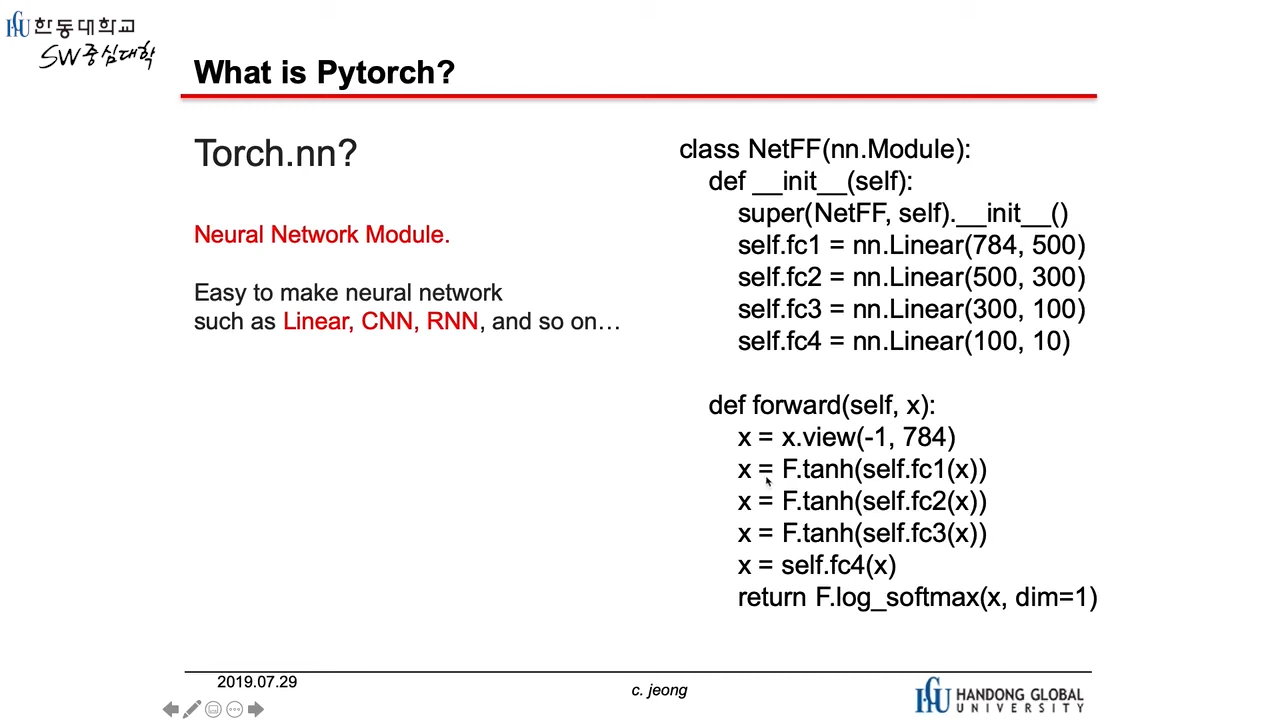 한동대학교
SW중심대학
What is Pytorch?
Torch.nn?
Neural Network Module.
Easy to make neural network
such as Linear, CNN, RNN, and so on…
class NetFF(nn.Module):
def __init__(self):
super(NetFF, self).__init__()
self.fc1 = nn.Linear(784, 500)
self.fc2 = nn.Linear(500, 300)
self.fc3 = nn.Linear(300, 100)
self.fc4 = nn.Linear(100, 10)
def forward(self, x):
x = x.view(-1, 784)
x = F.tanh(self.fc1(x))
x = F.tanh(self.fc2(x))
x = F.tanh(self.fc3(x))
x = self.fc4(x)
return F.log_softmax(x, dim=1)
2019.07.29
c. jeong
HANDONG GLOBAL
UNIVERSITY